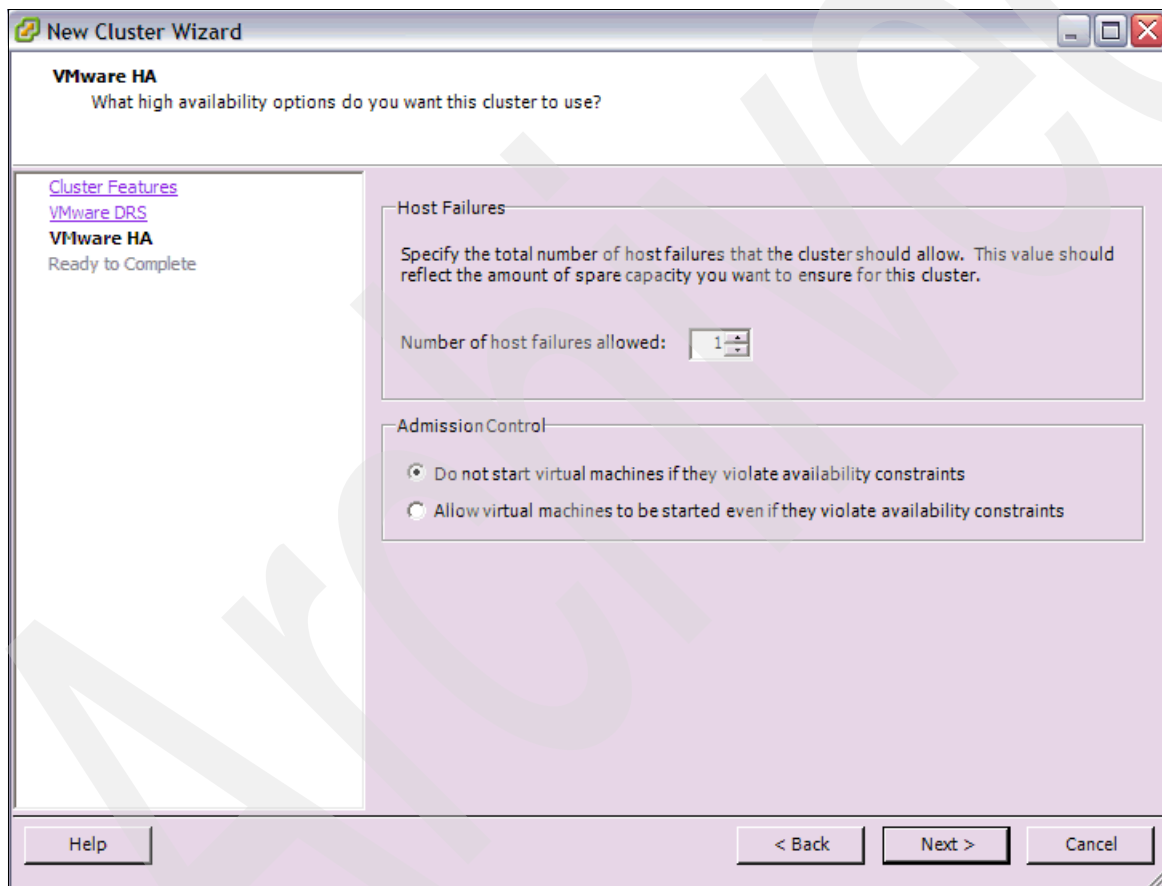 New Cluster Wizard
VMware HA
What high availability options do you want this cluster to use?
Cluster Features
VMware DRS
VMware HA
Ready to Complete
Host Failures
Specify the total number of host failures that the cluster should allow. This value should
reflect the amount of spare capacity you want to ensure for this cluster.
Number of host failures allowed: 1
Admission Control
Do not start virtual machines if they violate availability constraints
Allow virtual machines to be started even if they violate availability constraints
Help
< Back
Next >
Cancel